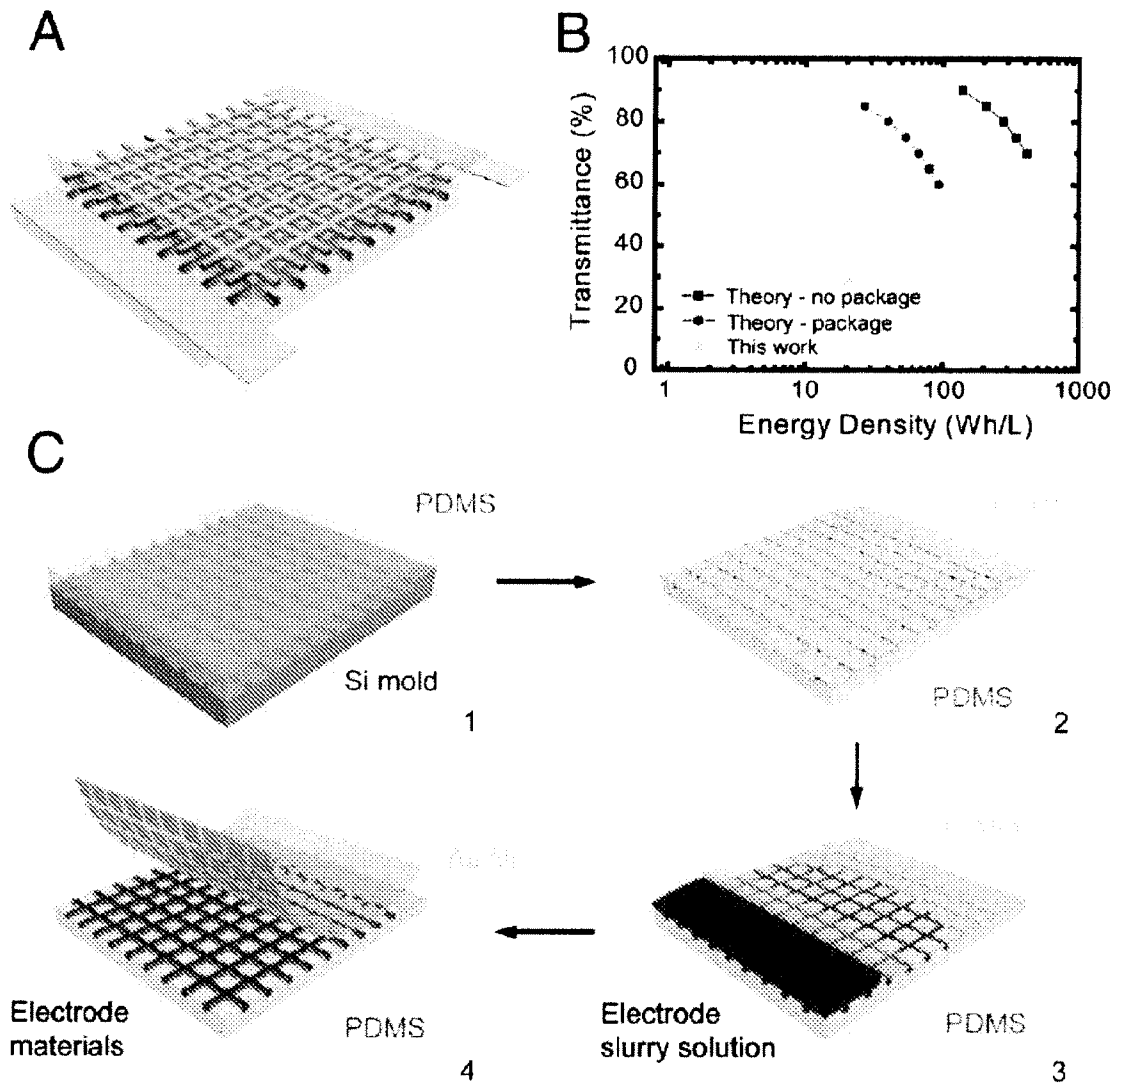 A
B
100
80
60
40
20
0
Transmittance (%)
Theory - no package
Theory - package
This work
1
10
100
1000
Energy Density (Wh/L)
C
PDMS
Si mold
1
PDMS
2
Electrode
materials
PDMS
4
Electrode
slurry solution
PDMS
3